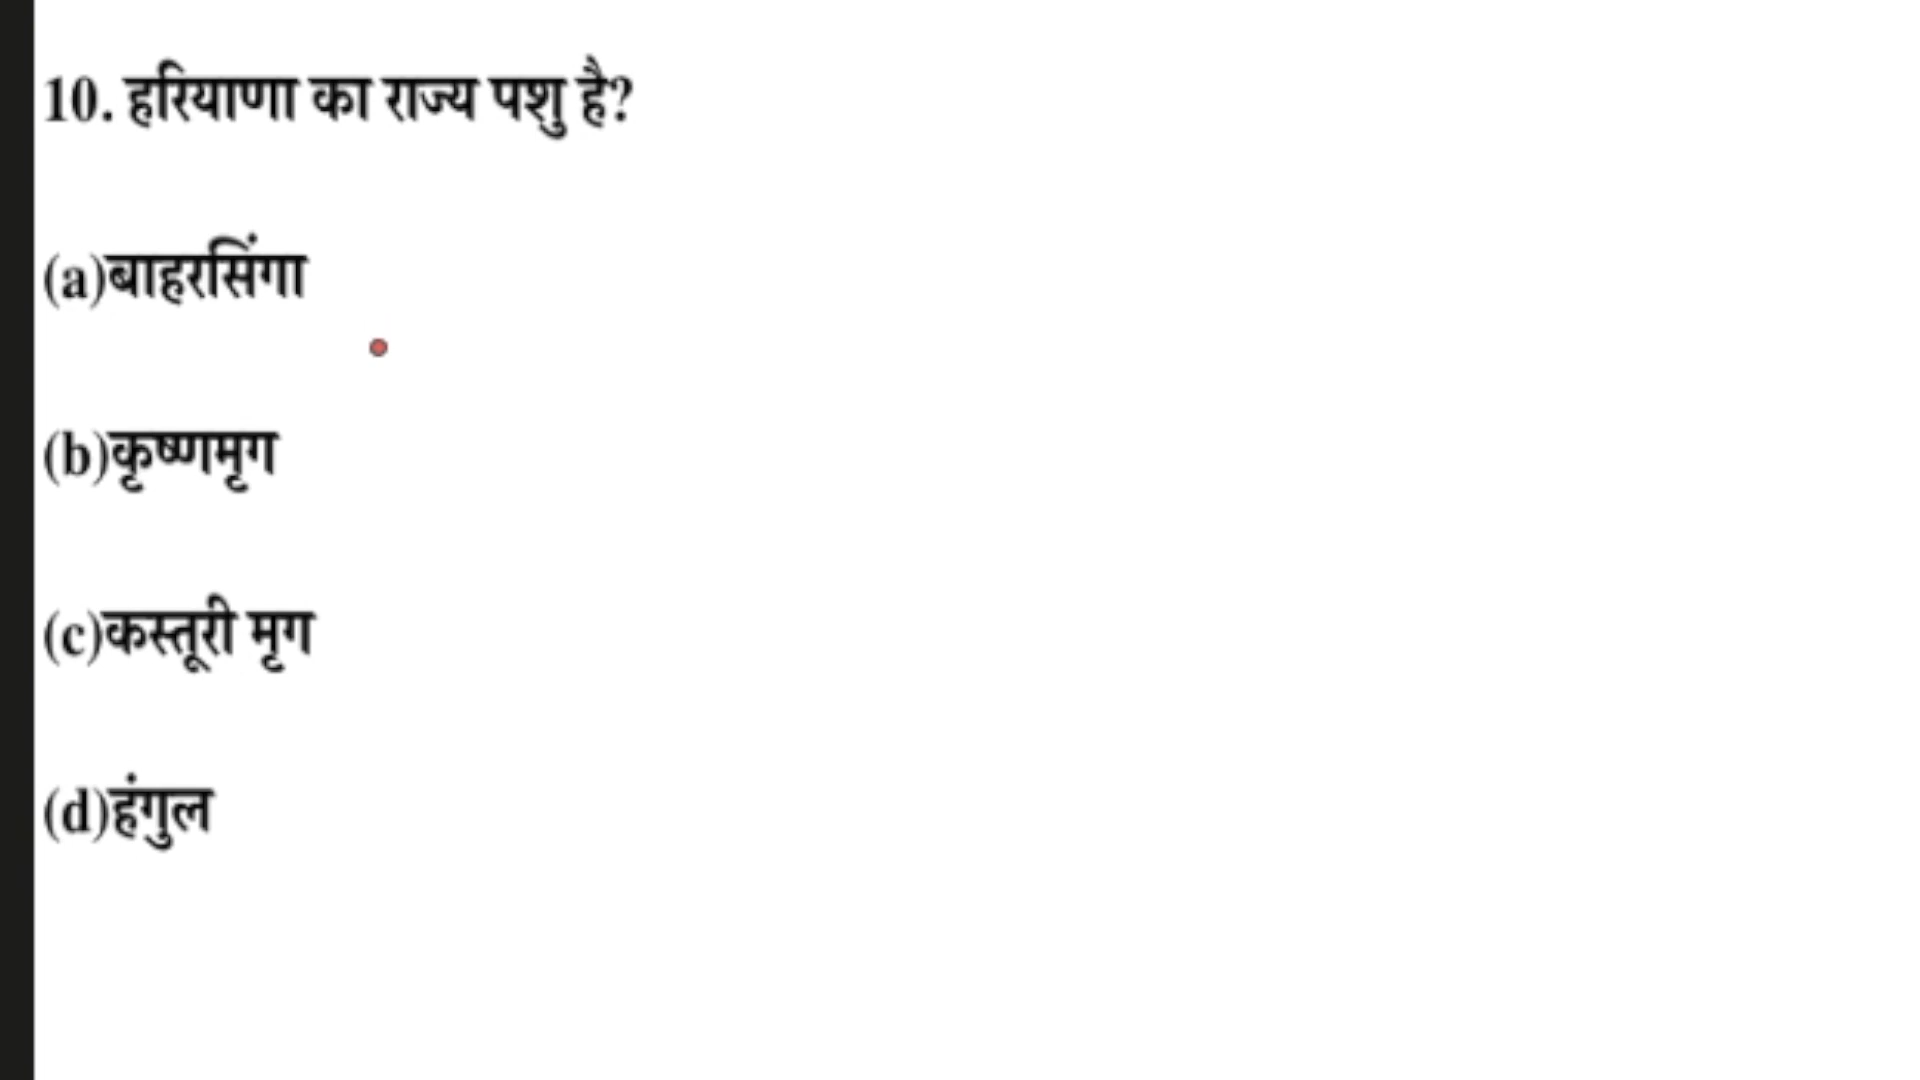 10. हरियाणा का राज्य पशु है?
(a)बाहरसिंगा
(b)कृष्णमृग
(c)कस्तूरी मृग
(d)हंगुल